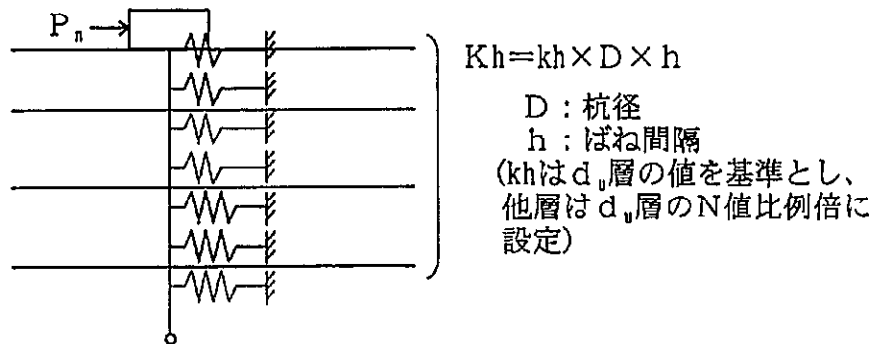 Pn
Kh=kh×D×h
D:杭径
h:ばね間隔
(khはdu層の値を基準とし、
他層はdu層のN値比例倍に
設定)